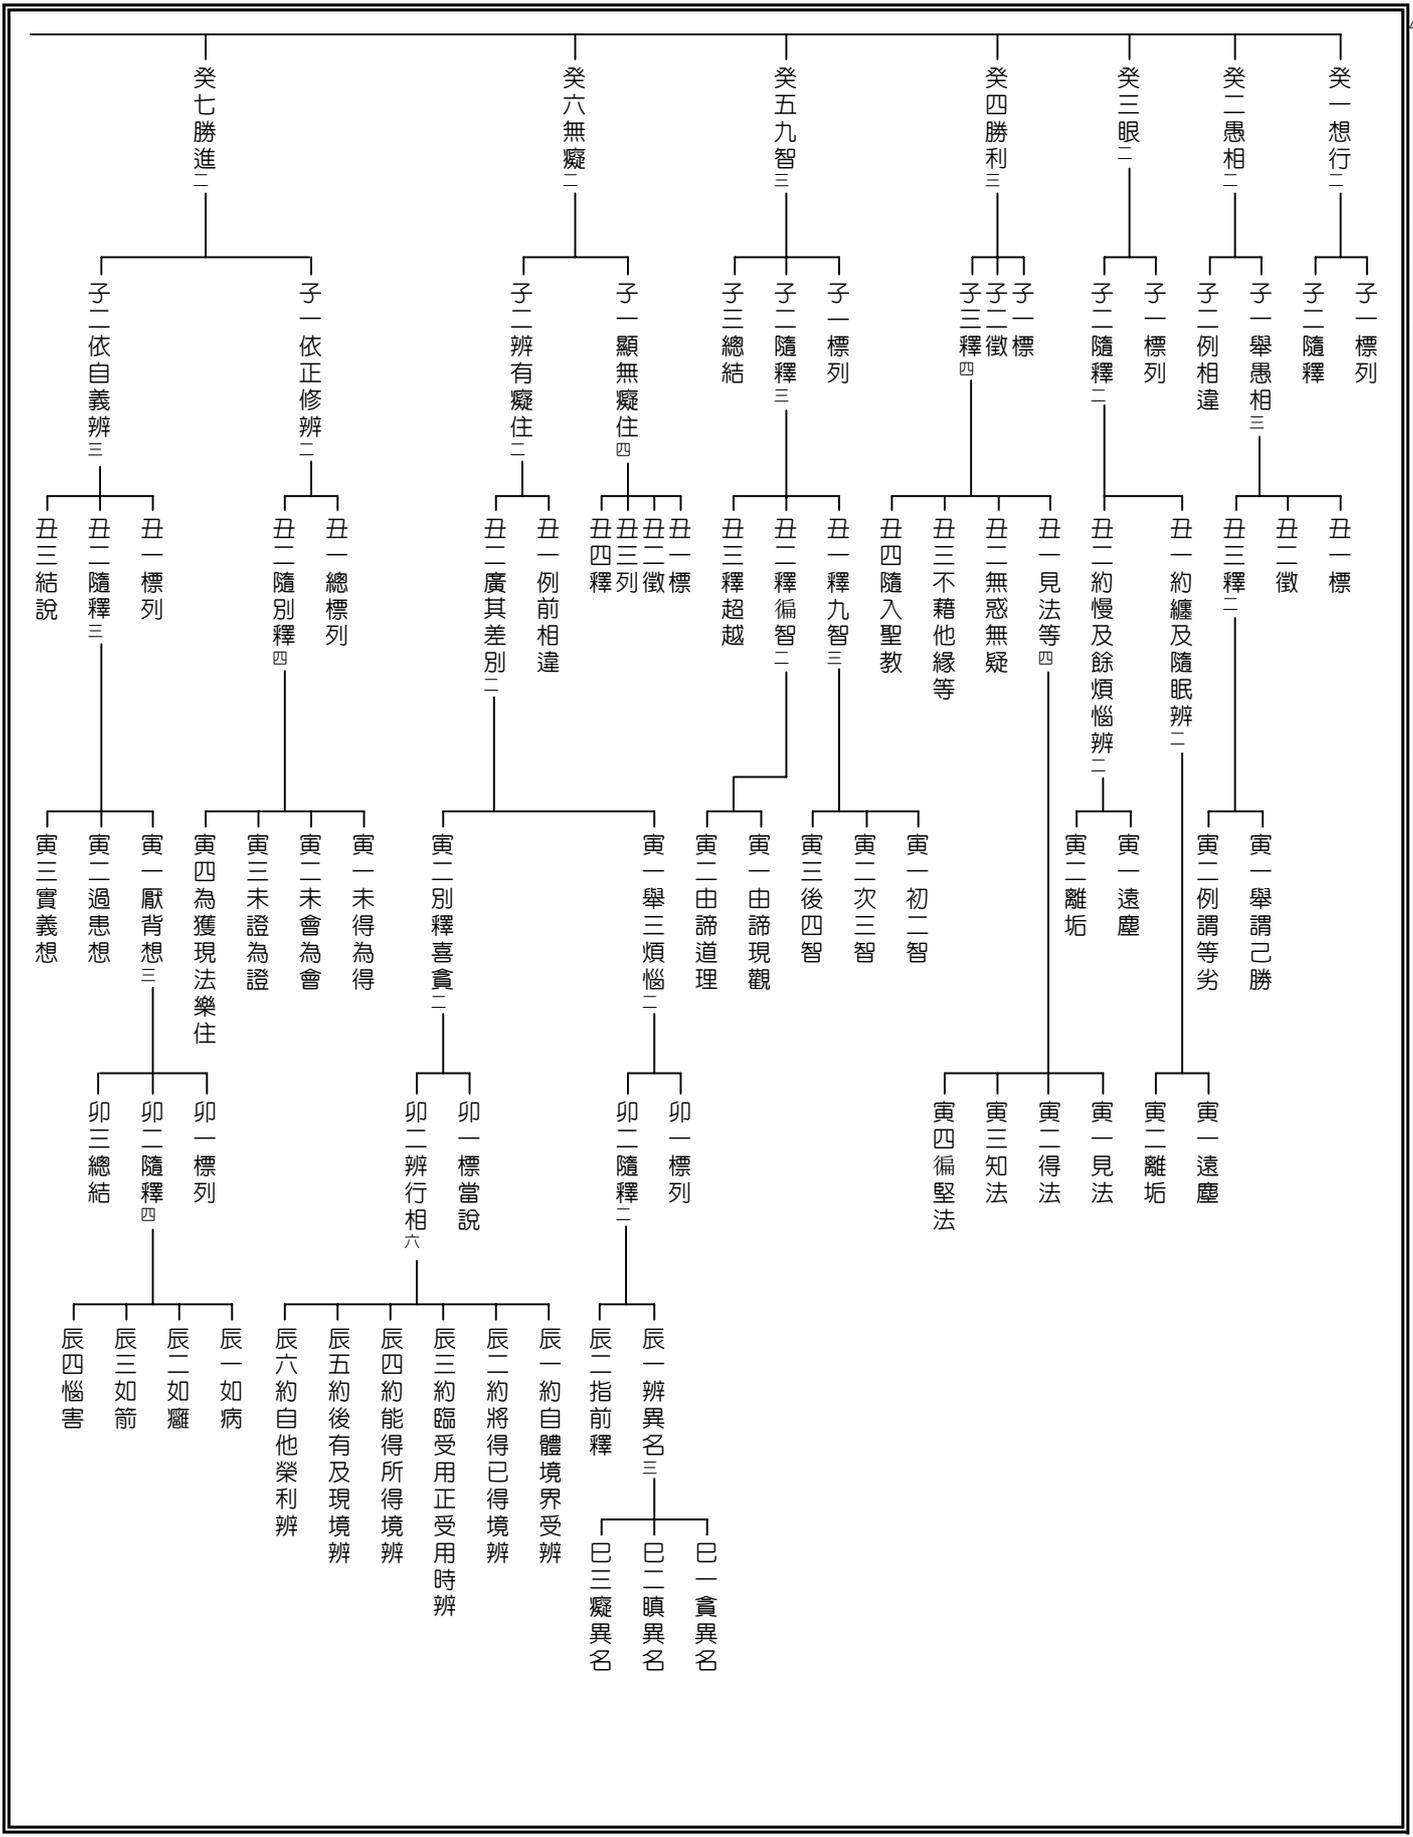 癸一想行二
癸二愚相二
癸三眼二
癸四勝利三
癸五九智三
癸六無癡二
癸七勝進二
子一標列
子二隨釋
子一舉愚相三
子二例相違
子一標列
子二隨釋二
子一標
子二徵
子三釋四
子一標列
子二隨釋三
子三總結
子一顯無癡住四
子二辨有癡住二
子一依正修辨二
子二依自義辨三
丑一標
丑二徵
丑三釋二
丑一約纏及隨眠辨二
丑二約慢及餘煩惱辨二
丑一見法等四
丑二無惑無疑
丑三不藉他緣等
丑四隨入聖教
丑一釋九智三
丑二釋徧智二
丑三釋超越
丑一標
丑二徵
丑三列
丑四釋
丑一例前相違
丑二廣其差別二
丑一總標列
丑二隨別釋四
丑一標列
丑二隨釋三
丑三結說
寅一舉謂己勝
寅二例謂等劣
寅一遠塵
寅二離垢
寅一初二智
寅二次三智
寅三後四智
寅一由諦現觀
寅二由諦道理
寅一舉三煩惱二
寅二別釋喜貪二
寅一未得為得
寅二未會為會
寅三未證為證
寅四為獲現法樂住
寅一厭背想三
寅二過患想
寅三實義想
寅一遠塵
寅二離垢
寅一見法
寅二得法
寅三知法
寅四徧堅法
卯一標列
卯二隨釋二
卯一標當說
卯二辨行相六
卯一標列
卯二隨釋四
卯三總結
辰一辨異名三
辰二指前釋
辰一約自體境界受辨
辰二約將得已得境辨
辰三約臨受用正受用時辨
辰四約能得所得境辨
辰五約後有及現境辨
辰六約自他榮利辨
辰一如病
辰二如癰
辰三如箭
辰四惱害
巳一貪異名
巳二瞋異名
巳三癡異名